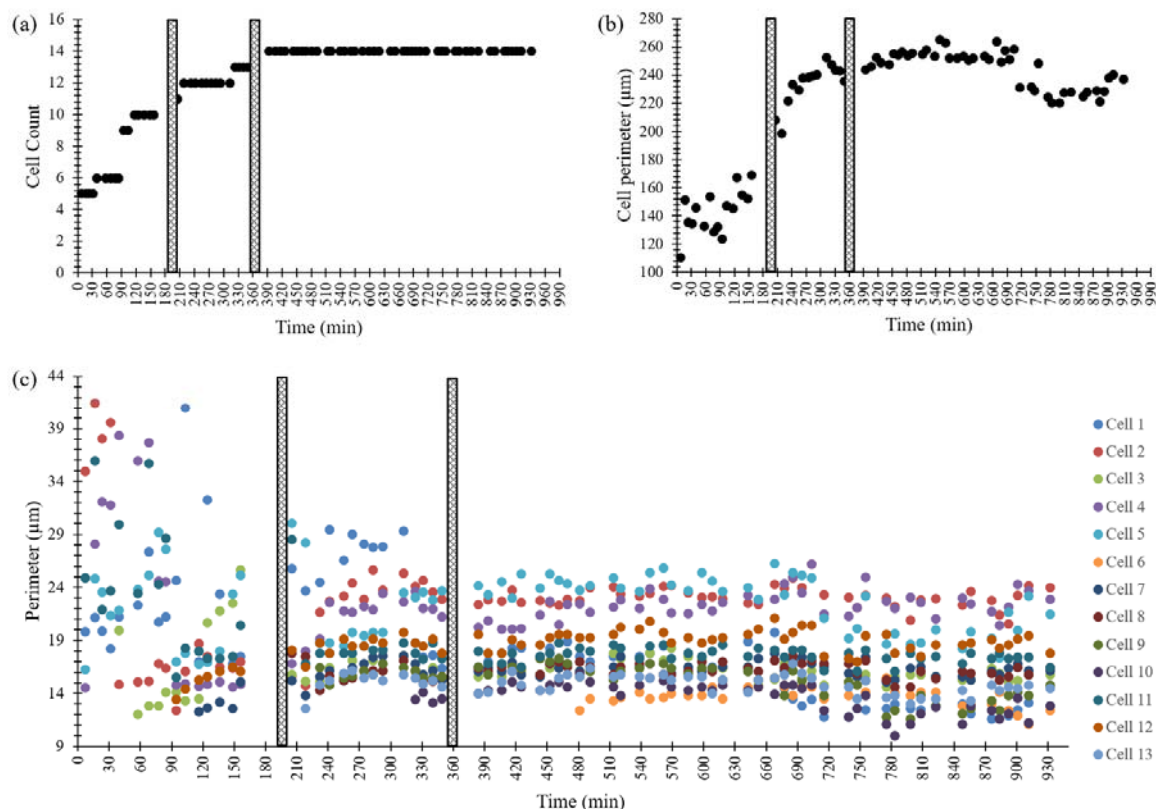 (a)
16
14
12
10
8
6
4
2
0
Cell Count
0 30 60 90 120 150 180 210 240 270 300 330 360 390 420 450 480 510 540 570 600 630 660 690 720 750 780 810 840 870 900 930 960 990
Time (min)
(b)
280
260
240
220
200
180
160
140
120
100
Cell perimeter (µm)
0 30 60 90 120 150 180 210 240 270 300 330 360 390 420 450 480 510 540 570 600 630 660 690 720 750 780 810 840 870 900 930 960 990
Time (min)
(c)
44
39
34
29
24
19
14
9
Perimeter (µm)
0 30 60 90 120 150 180 210 240 270 300 330 360 390 420 450 480 510 540 570 600 630 660 690 720 750 780 810 840 870 900 930
Time (min)
Cell 1
Cell 2
Cell 3
Cell 4
Cell 5
Cell 6
Cell 7
Cell 8
Cell 9
Cell 10
Cell 11
Cell 12
Cell 13